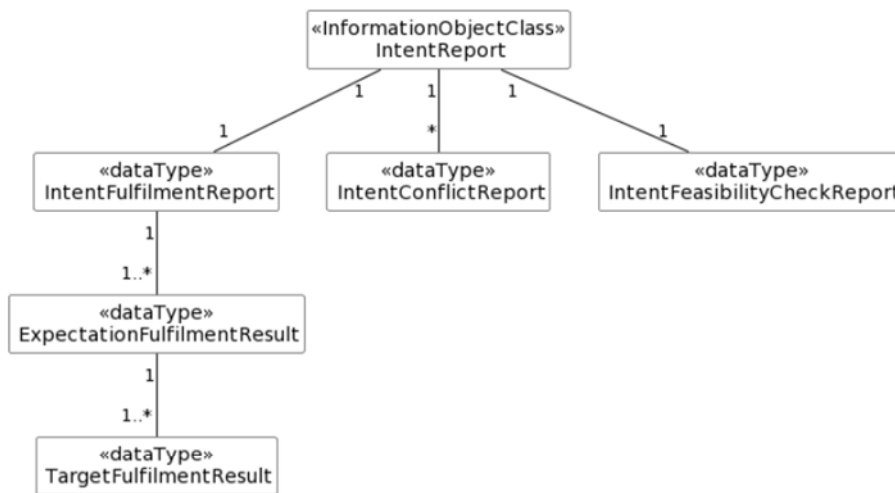 «InformationObjectClass»
IntentReport
1 1 1
1 * 1
«dataType»
IntentFulfilmentReport
«dataType»
IntentConflictReport
«dataType»
IntentFeasibilityCheckReport
1
1..*
«dataType»
ExpectationFulfilmentResult
1
1..*
«dataType»
TargetFulfilmentResult